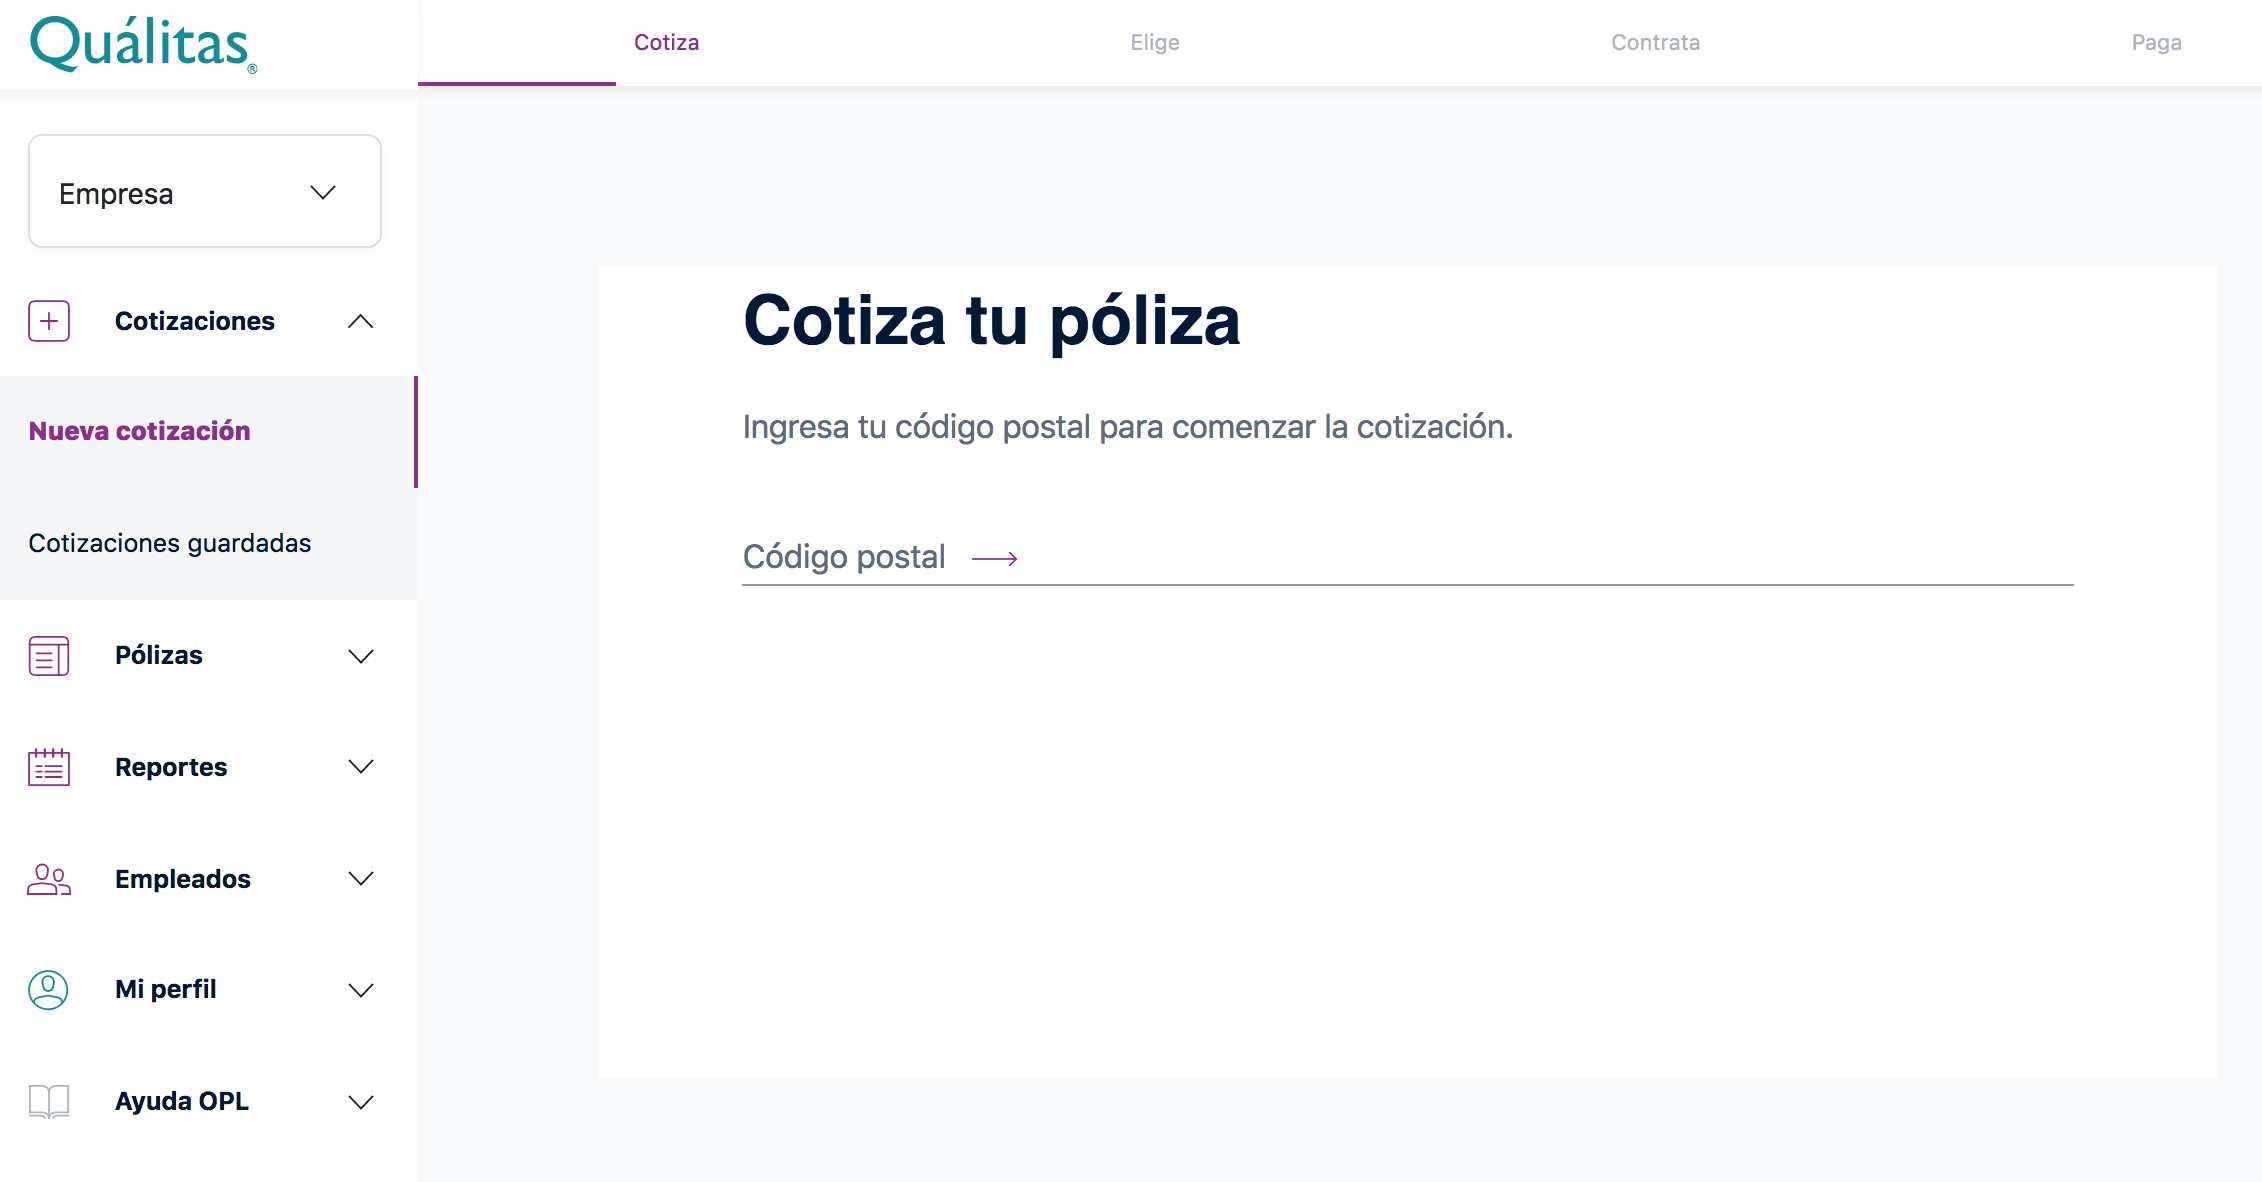 Quálitas®
Cotiza
Elige
Contrata
Paga
Empresa
Cotizaciones
Nueva cotización
Cotizaciones guardadas
Pólizas
Reportes
Empleados
Mi perfil
Ayuda OPL
Cotiza tu póliza
Ingresa tu código postal para comenzar la cotización.
Código postal